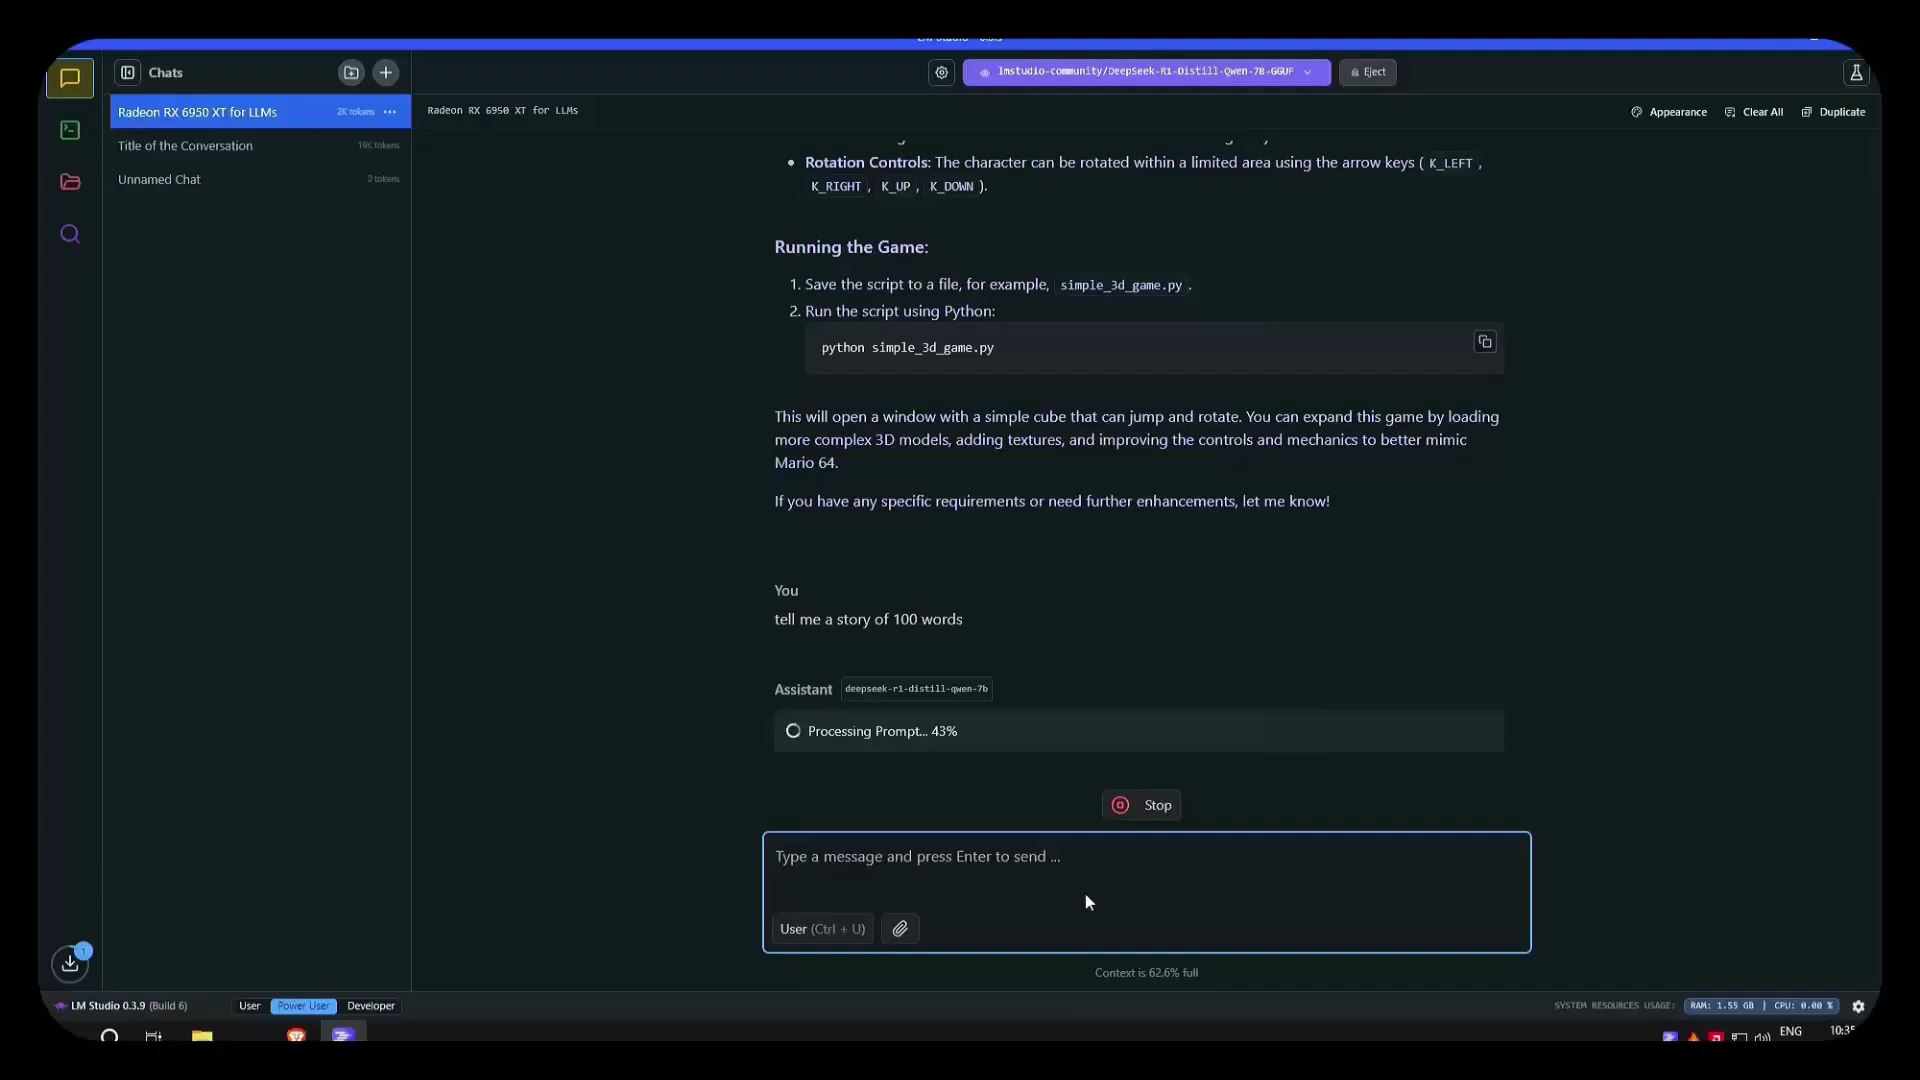 Chats
lmstudio-community/DeepSeek-R1-Distill-Qwen-7B-GGUF
Eject
Radeon RX 6950 XT for LLMs
2K tokens
Radeon RX 6950 XT for LLMs
Appearance
Clear All
Duplicate
Title of the Conversation
19K tokens
Unnamed Chat
0 tokens
Rotation Controls: The character can be rotated within a limited area using the arrow keys ( K_LEFT ,
K_RIGHT , K_UP , K_DOWN ).
Running the Game:
1. Save the script to a file, for example, simple_3d_game.py .
2. Run the script using Python:
python simple_3d_game.py
This will open a window with a simple cube that can jump and rotate. You can expand this game by loading
more complex 3D models, adding textures, and improving the controls and mechanics to better mimic
Mario 64.
If you have any specific requirements or need further enhancements, let me know!
You
tell me a story of 100 words
Assistant deepseek-r1-distill-qwen-7b
Processing Prompt... 43%
Stop
Type a message and press Enter to send ...
User (Ctrl + U)
1
Context is 62.6% full
LM Studio 0.3.9 (Build 6)
User
Power User
Developer
SYSTEM RESOURCES USAGE:
RAM: 1.55 GB | CPU: 0.00 %
ENG
10:35